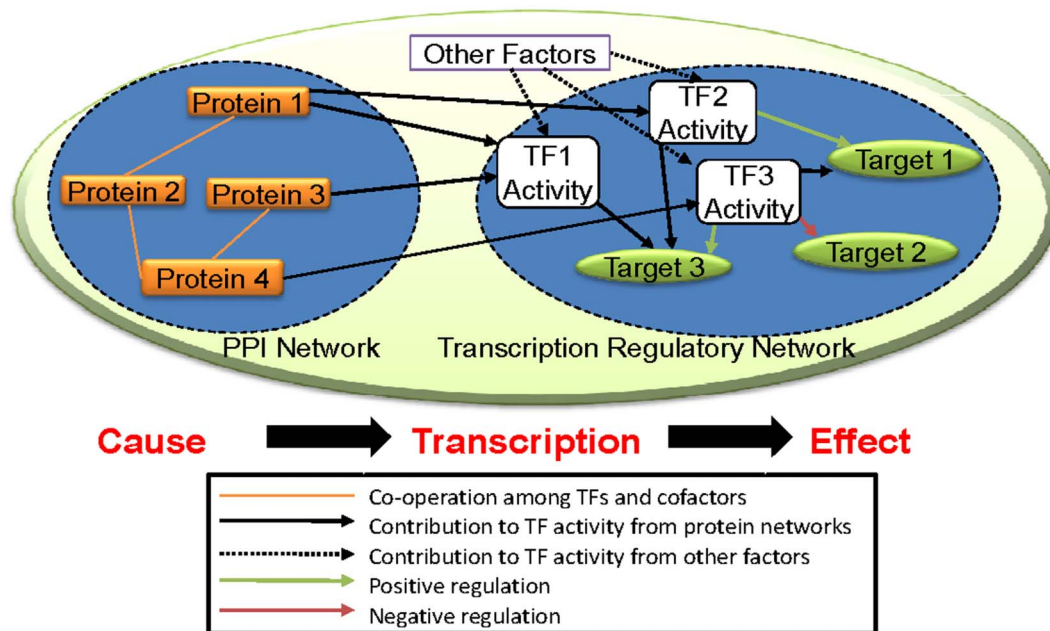 Other Factors
Protein 1
TF2
Activity
TF1
Activity
Target 1
Protein 2
Protein 3
TF3
Activity
Target 2
Protein 4
Target 3
PPI Network
Transcription Regulatory Network
Cause
Transcription
Effect
Co-operation among TFs and cofactors
Contribution to TF activity from protein networks
Contribution to TF activity from other factors
Positive regulation
Negative regulation